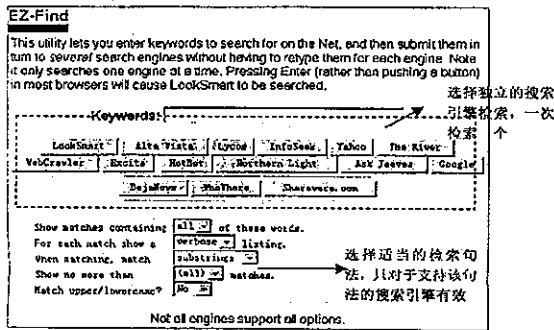 EZ-Find
This utility lets you enter keywords to search for on the Net, and then submit them in
turn to several search engines without having to retype them for each engine. Note
it only searches one engine at a time. Pressing Enter (rather than pushing a button)
in most browsers will cause LookSmart to be searched.
选择独立的搜索
引擎检索，一次
检索 个
Keywords:
LookSmart Alta Vista Lycos InfoSeek Yahoo The River
WebCrawler Excite HotBot Northern Light Ask Jeeves Google
DejaNews WhoThere Shareware.com
Show matches containing all of these words.
For each match show a verbose listing.
When matching, match substrings
Show no more than (all) matches.
Match upper/lowercase? No
选择适当的检索句
法，只对于支持该句
法的搜索引擎有效
Not all engines support all options.